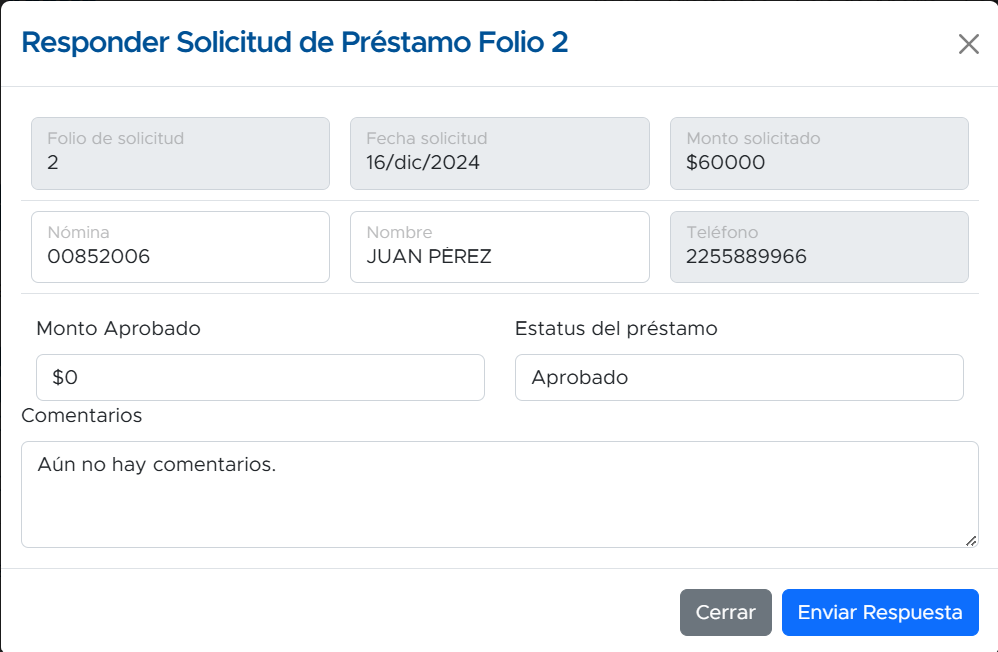 Responder Solicitud de Préstamo Folio 2
Folio de solicitud
2
Fecha solicitud
16/dic/2024
Monto solicitado
$60000
Nómina
00852006
Nombre
JUAN PÉREZ
Teléfono
2255889966
Monto Aprobado
$0
Estatus del préstamo
Aprobado
Comentarios
Aún no hay comentarios.
Cerrar
Enviar Respuesta